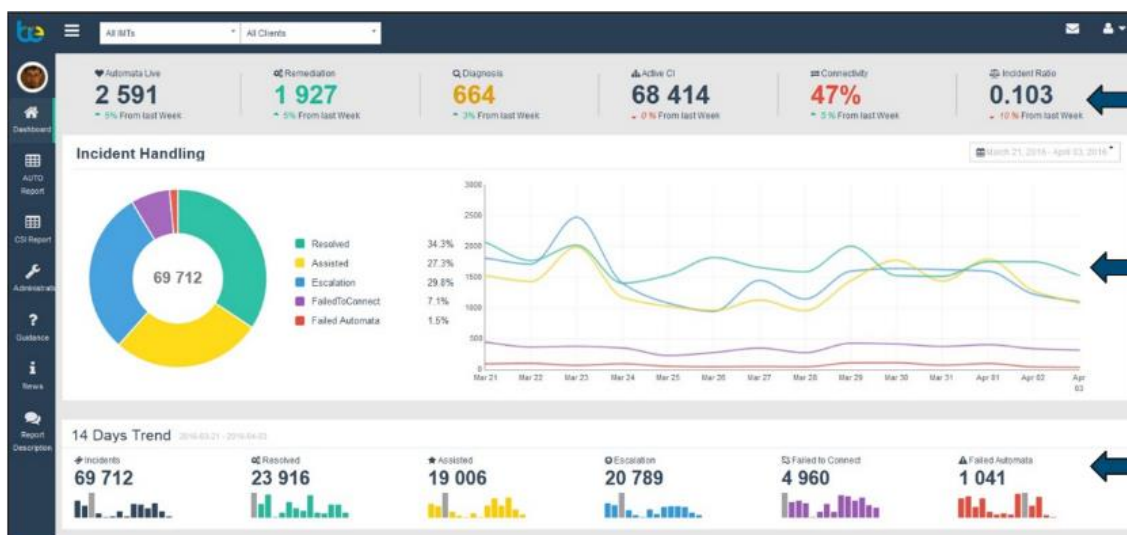 be
All IMTs
All Clients
Automata Live
2 591
5% From last Week
Remediation
1 927
5% From last Week
Diagnosis
664
3% From last Week
Active CI
68 414
0 % From last Week
Connectivity
47%
5 % From last Week
Incident Ratio
0.103
10 % From last Week
Dashboard
AUTO
Report
CSI Report
Administrati
Guidance
News
Report
Description
Incident Handling
March 21, 2016 - April 03, 2016
69 712
Resolved 34.3%
Assisted 27.3%
Escalation 29.8%
FailedToConnect 7.1%
Failed Automata 1.5%
3000
2500
2000
1500
1000
500
0
Mar 21 Mar 22 Mar 23 Mar 24 Mar 25 Mar 26 Mar 27 Mar 28 Mar 29 Mar 30 Mar 31 Apr 01 Apr 02 Apr
03
14 Days Trend 2016-03-21 - 2016-04-03
Incidents
69 712
Resolved
23 916
Assisted
19 006
Escalation
20 789
Failed to Connect
4 960
Failed Automata
1 041